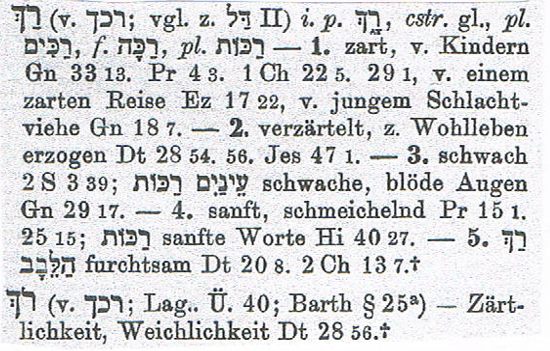 רַךְ (v. רכך; vgl. z. דַּל II) i. p. רָךְ, cstr. gl., pl.
רַכִּים, f. רַכָּה, pl. רַכּוֹת — 1. zart, v. Kindern
Gn 33 13. Pr 4 3. 1 Ch 22 5. 29 1, v. einem
zarten Reise Ez 17 22, v. jungem Schlacht-
viehe Gn 18 7. — 2. verzärtelt, z. Wohlleben
erzogen Dt 28 54. 56. Jes 47 1. — 3. schwach
2 S 3 39; עֵינַיִם רַכּוֹת schwache, blöde Augen
Gn 29 17. — 4. sanft, schmeichelnd Pr 15 1.
25 15; רַכּוֹת sanfte Worte Hi 40 27. — 5. רַךְ
הַלֵּבָב furchtsam Dt 20 8. 2 Ch 13 7.†
רֹךְ (v. רכך; Lag.. Ü. 40; Barth § 25ª) — Zärt-
lichkeit, Weichlichkeit Dt 28 56.†